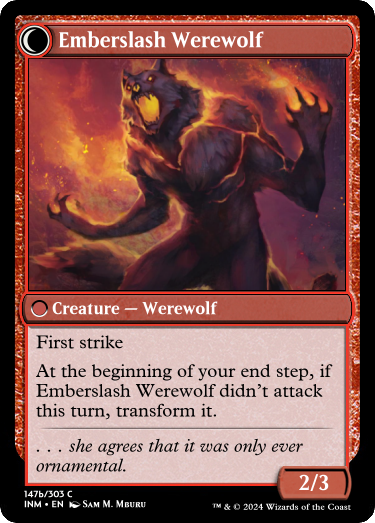 Emberslash Werewolf
Creature — Werewolf
First strike
At the beginning of your end step, if
Emberslash Werewolf didn't attack
this turn, transform it.
. . . she agrees that it was only ever
ornamental.
2/3
147b/303 C
INM • EN Sam M. Mburu
™ & © 2024 Wizards of the Coast